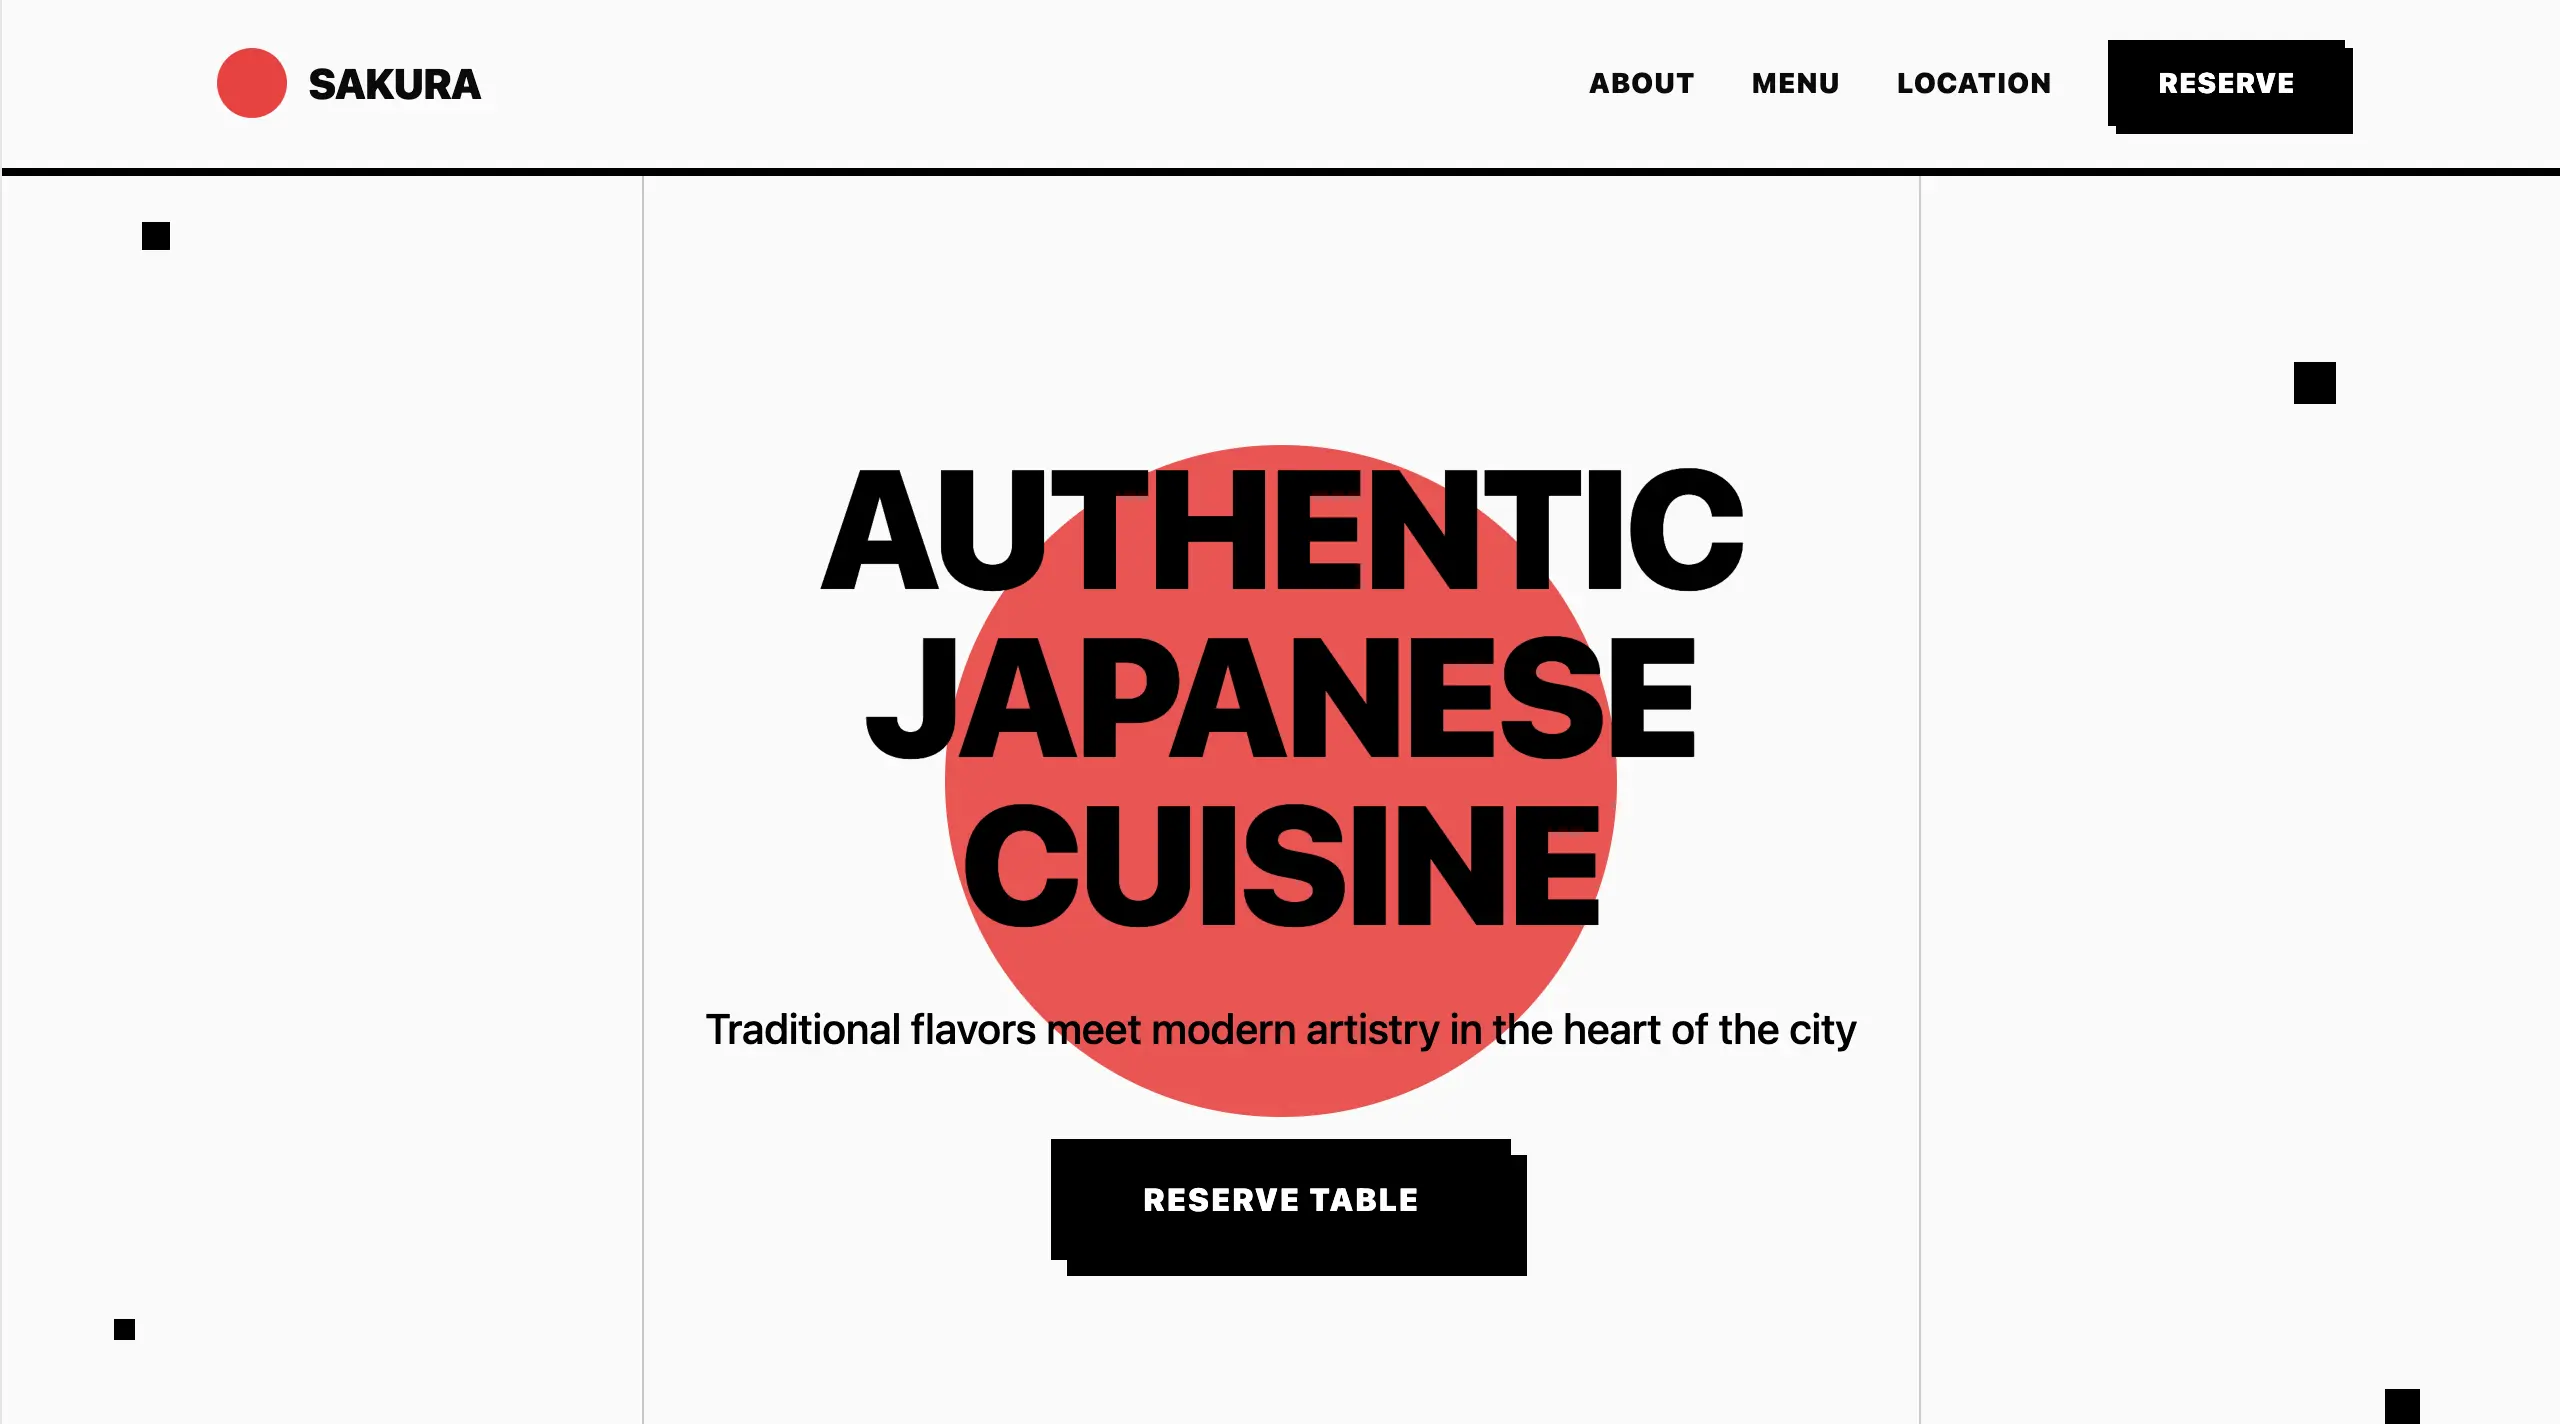 SAKURA
ABOUT
MENU
LOCATION
RESERVE
AUTHENTIC
JAPANESE
CUISINE
Traditional flavors meet modern artistry in the heart of the city
RESERVE TABLE